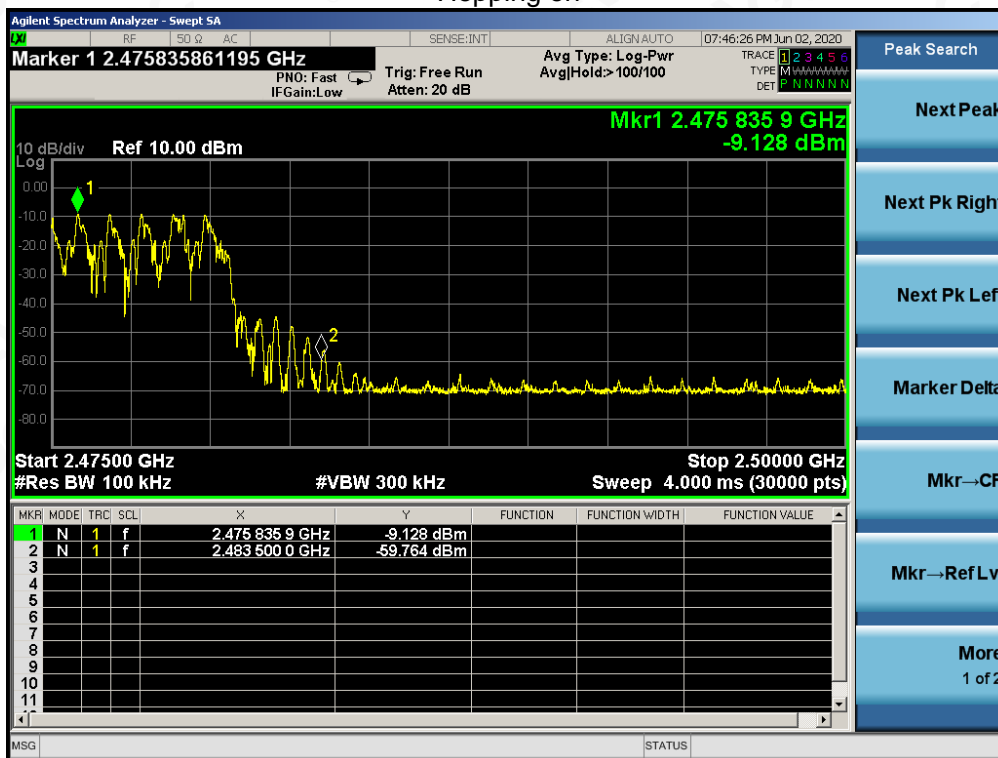 Hopping on
Agilent Spectrum Analyzer - Swept SA
LXI RF 50 Ω AC SENSE:INT ALIGN AUTO 07:46:26 PM Jun 02, 2020
Marker 1 2.475835861195 GHz
PNO: Fast
IFGain:Low
Trig: Free Run
Atten: 20 dB
Avg Type: Log-Pwr
Avg|Hold:>100/100
TRACE 1 2 3 4 5 6
TYPE M WWWWW
DET P N N N N N
Mkr1 2.475 835 9 GHz
-9.128 dBm
10 dB/div Ref 10.00 dBm
Log
0.00
-10.0
-20.0
-30.0
-40.0
-50.0
-60.0
-70.0
-80.0
1
2
Start 2.47500 GHz Stop 2.50000 GHz
#Res BW 100 kHz #VBW 300 kHz Sweep 4.000 ms (30000 pts)
MKR MODE TRC SCL X Y FUNCTION FUNCTION WIDTH FUNCTION VALUE
1 N 1 f 2.475 835 9 GHz -9.128 dBm
2 N 1 f 2.483 500 0 GHz -59.764 dBm
3
4
5
6
7
8
9
10
11
MSG STATUS
Peak Search
Next Peak
Next Pk Right
Next Pk Left
Marker Delta
Mkr→CF
Mkr→Ref Lv
More
1 of 2